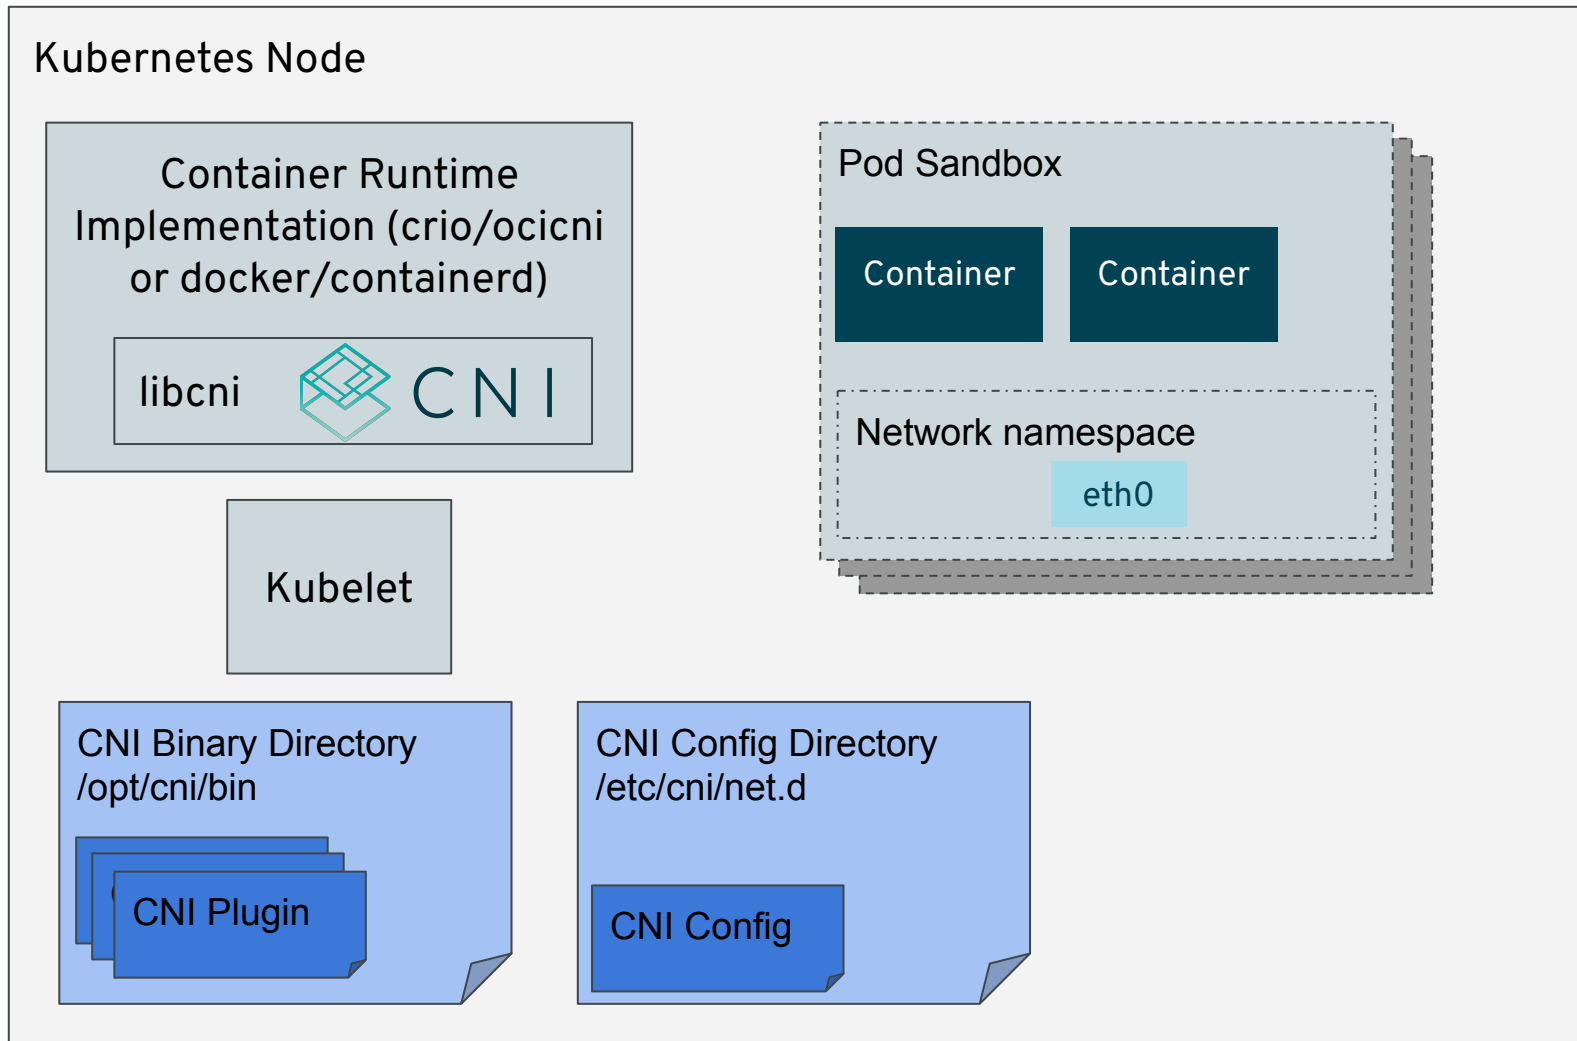 Kubernetes Node
Container Runtime
Implementation (crio/ocicni
or docker/containerd)
libcni
CNI
Kubelet
Pod Sandbox
Container
Container
Network namespace
eth0
CNI Binary Directory
/opt/cni/bin
CNI Plugin
CNI Config Directory
/etc/cni/net.d
CNI Config